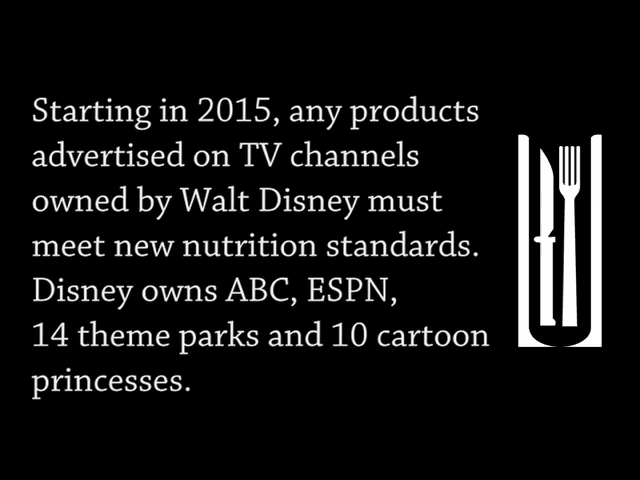 Starting in 2015, any products
advertised on TV channels
owned by Walt Disney must
meet new nutrition standards.
Disney owns ABC, ESPN,
14 theme parks and 10 cartoon
princesses.